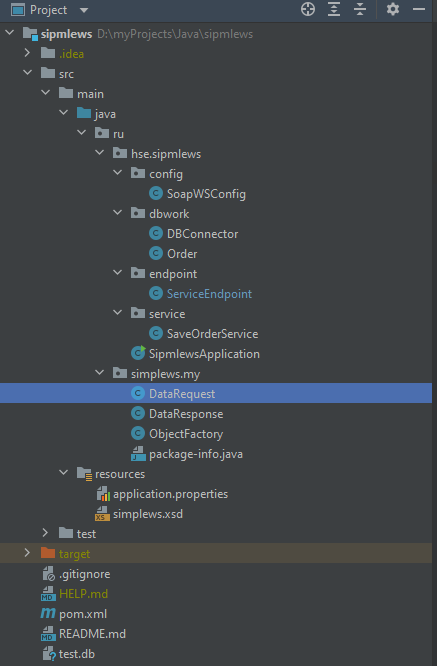 Project
sipmlews D:\myProjects\Java\sipmlews
.idea
src
main
java
ru
hse.sipmlews
config
SoapWSConfig
dbwork
DBConnector
Order
endpoint
ServiceEndpoint
service
SaveOrderService
SipmlewsApplication
simplews.my
DataRequest
DataResponse
ObjectFactory
package-info.java
resources
application.properties
simplews.xsd
test
target
.gitignore
HELP.md
pom.xml
README.md
test.db